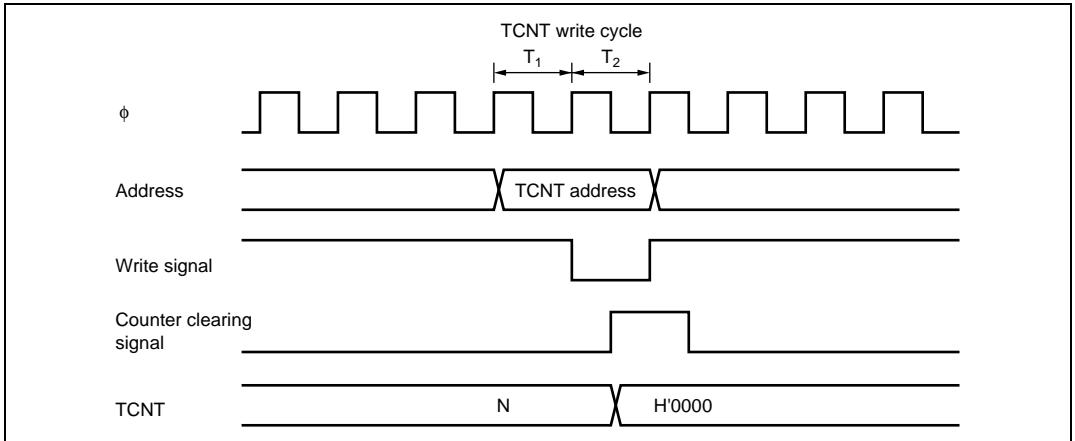 TCNT write cycle
T1 T2
ϕ
Address
TCNT address
Write signal
Counter clearing
signal
TCNT
N
H'0000